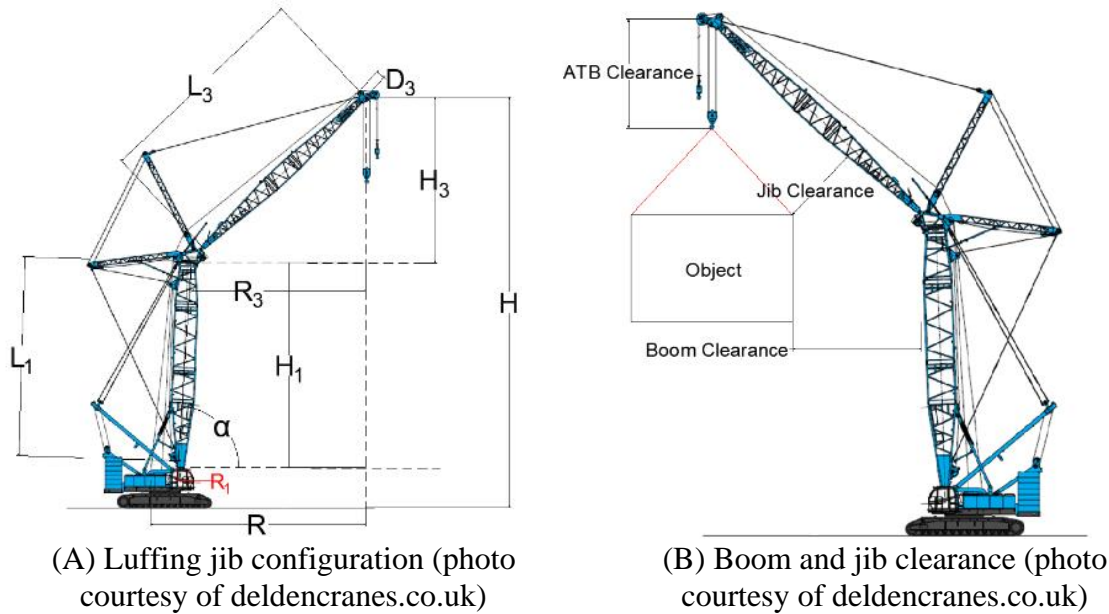 L3
D3
H3
R3
H
L1
H1
α
R1
R
(A) Luffing jib configuration (photo
courtesy of deldencranes.co.uk)
ATB Clearance
Jib Clearance
Object
Boom Clearance
(B) Boom and jib clearance (photo
courtesy of deldencranes.co.uk)